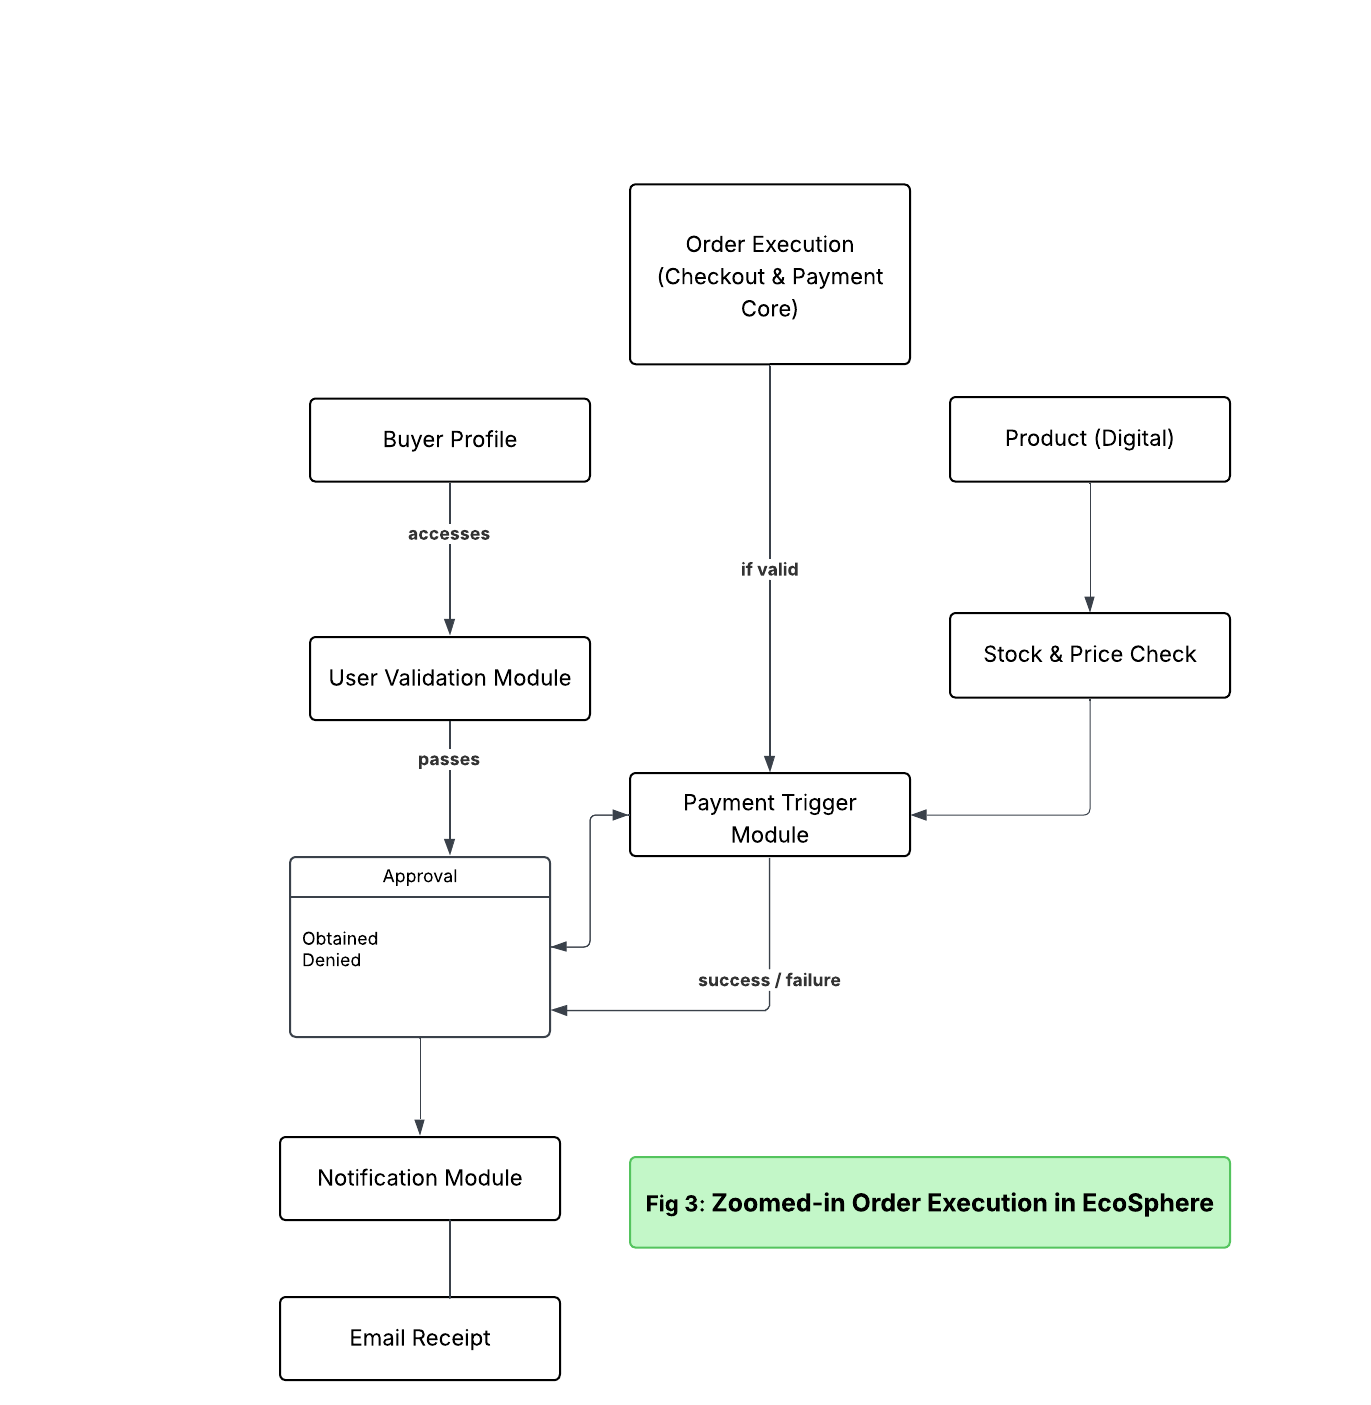 Order Execution
(Checkout & Payment
Core)
Buyer Profile
Product (Digital)
accesses
if valid
Stock & Price Check
User Validation Module
passes
Payment Trigger
Module
Approval
Obtained
Denied
success / failure
Notification Module
Fig 3: Zoomed-in Order Execution in EcoSphere
Email Receipt